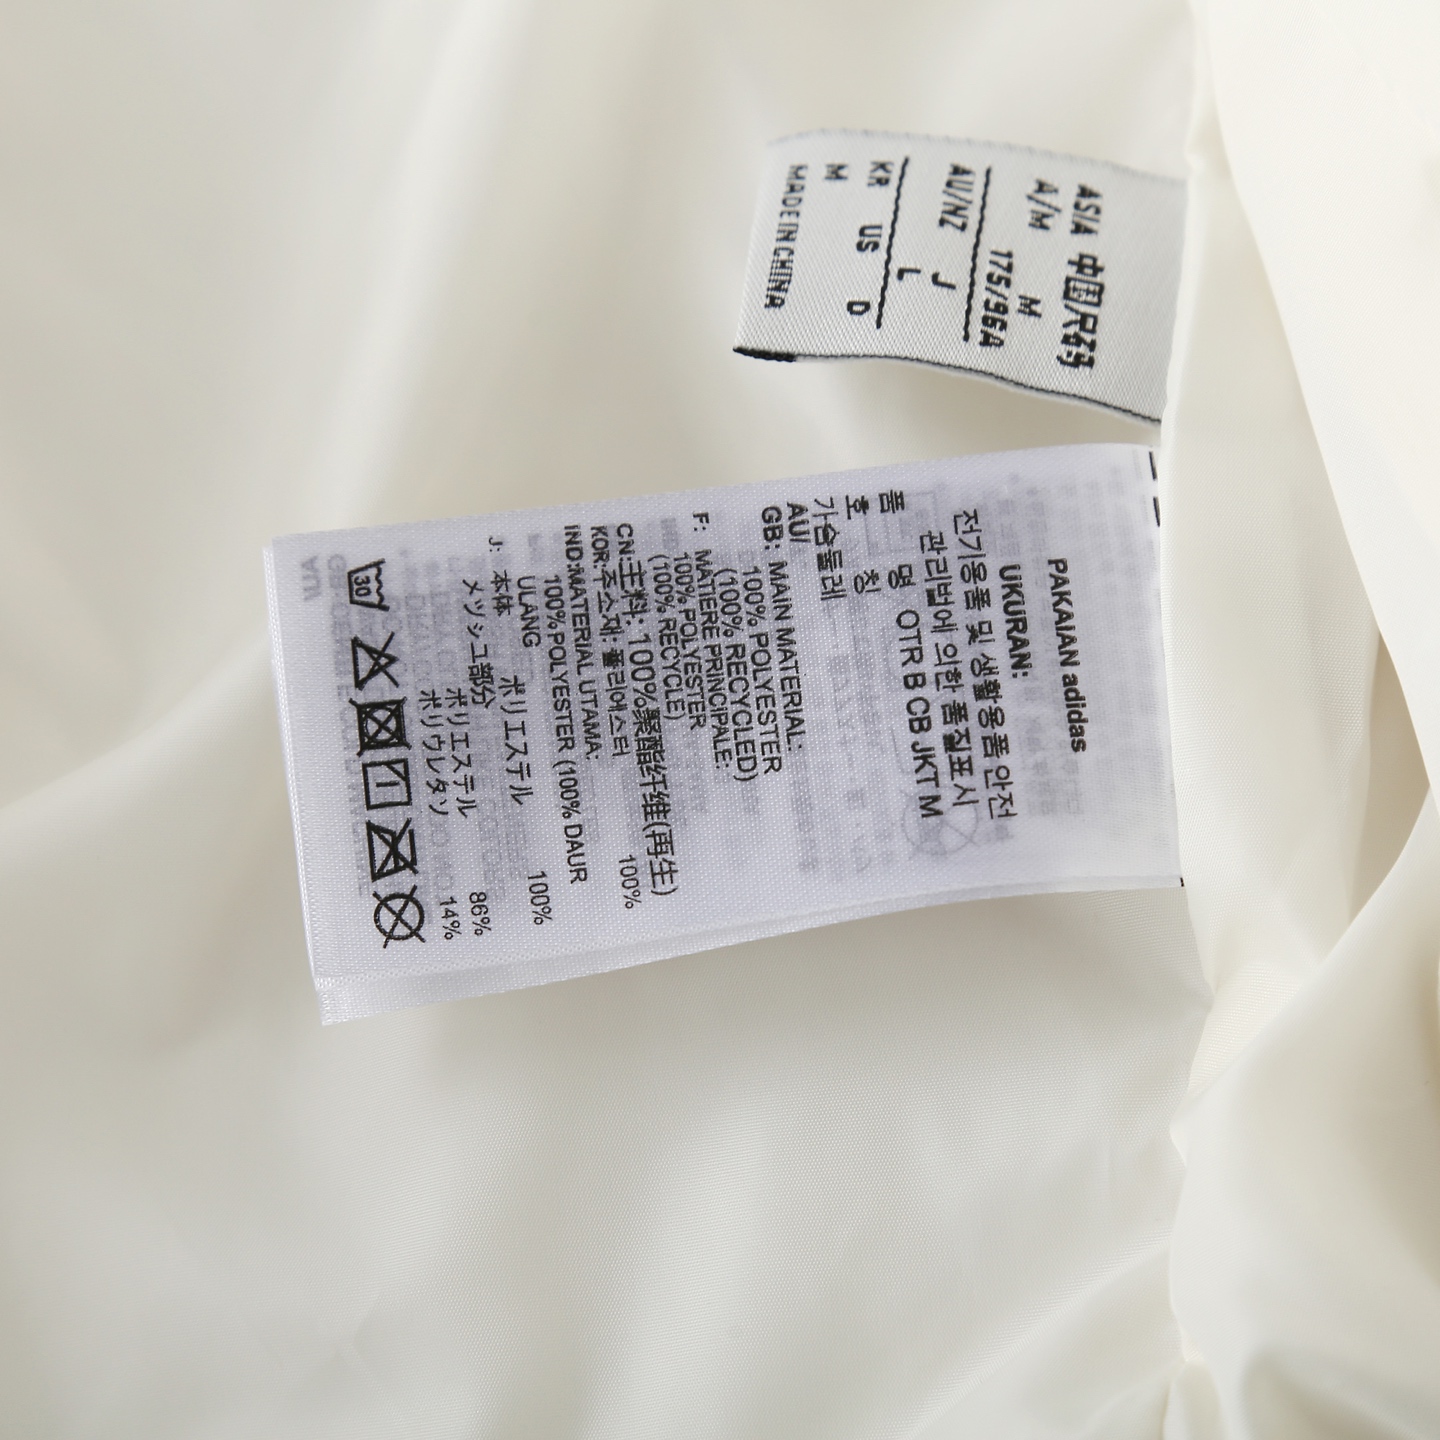 ASIA 中国尺码
A/M M
175/96A
AU/NZ J
L
KR US D
M
MADE IN CHINA
PAKAIAN adidas
UKURAN:
전기용품 및 생활용품 안전
관리법에 의한 품질표시
품 명 OTR B CB JKT M
호 칭
가슴둘레
AU/
GB: MAIN MATERIAL:
100% POLYESTER
(100% RECYCLED)
F: MATIERE PRINCIPALE:
100% POLYESTER
(100% RECYCLE)
CN:主料: 100%聚酯纤维(再生)
KOR:주소재: 폴리에스터 100%
IND:MATERIAL UTAMA:
100%POLYESTER (100% DAUR
ULANG
J: 本体 ポリエステル 100%
メッシュ部分 ポリエステル 86%
ポリウレタン 14%
30